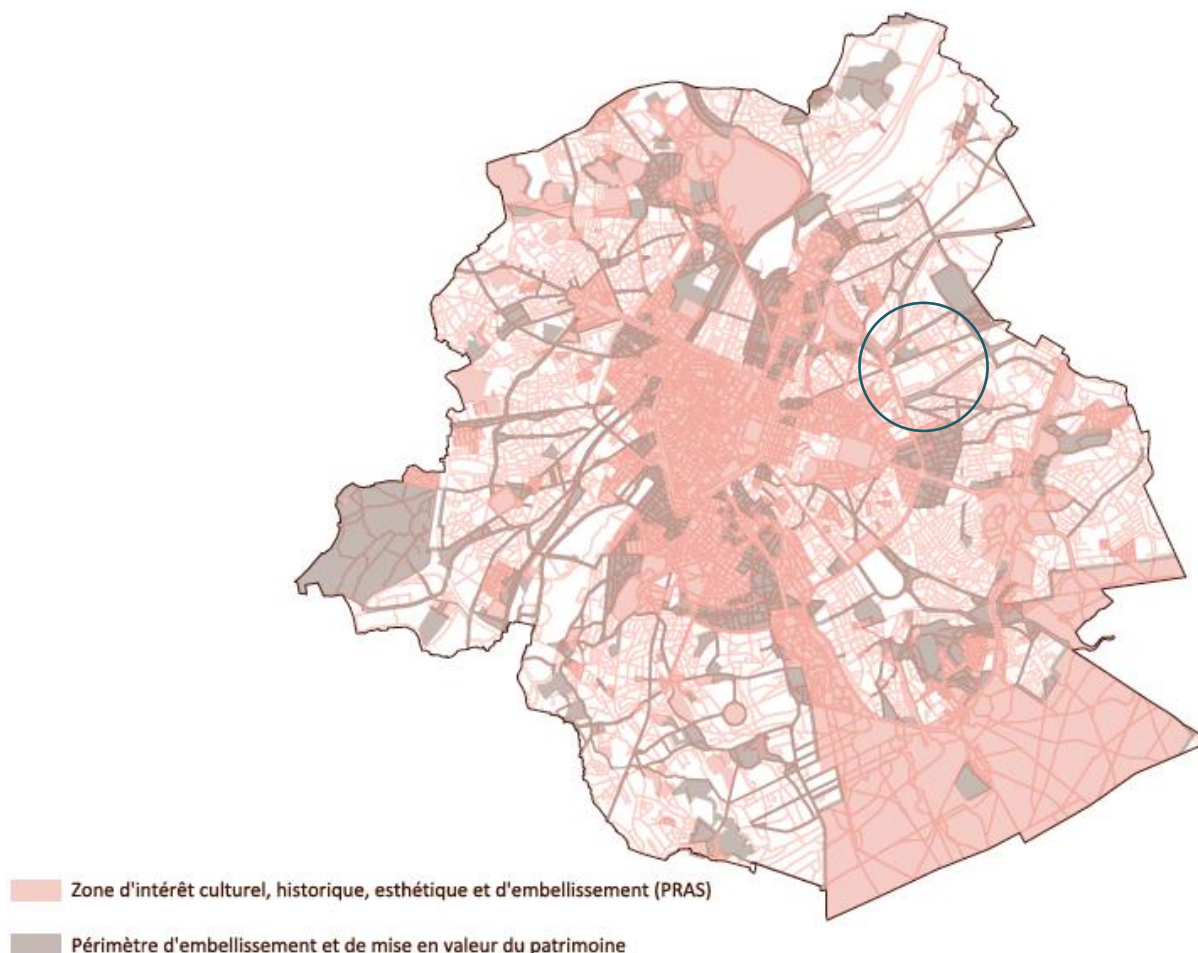 Zone d'intérêt culturel, historique, esthétique et d'embellissement (PRAS)
Périmètre d'embellissement et de mise en valeur du patrimoine